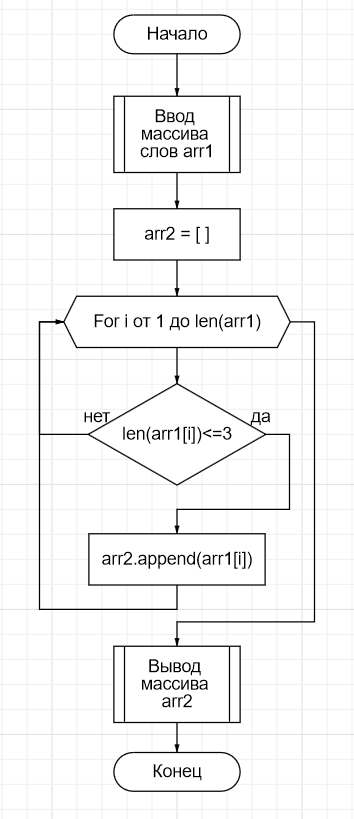 Начало
Ввод
массива
слов arr1
arr2 = [ ]
For i от 1 до len(arr1)
нет
да
len(arr1[i])<=3
arr2.append(arr1[i])
Вывод
массива
arr2
Конец